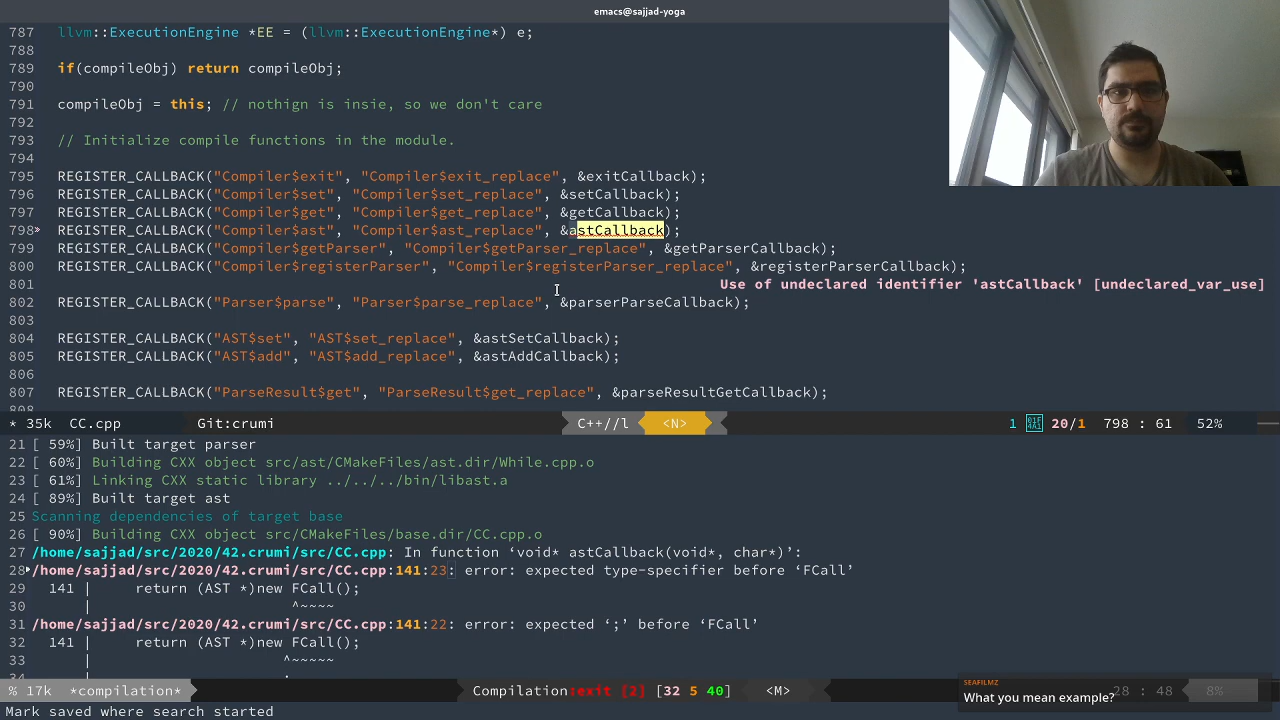 emacs@sajjad-yoga
787 llvm::ExecutionEngine *EE = (llvm::ExecutionEngine*) e;
788
789 if(compileObj) return compileObj;
790
791 compileObj = this; // nothign is insie, so we don't care
792
793 // Initialize compile functions in the module.
794
795 REGISTER_CALLBACK("Compiler$exit", "Compiler$exit_replace", &exitCallback);
796 REGISTER_CALLBACK("Compiler$set", "Compiler$set_replace", &setCallback);
797 REGISTER_CALLBACK("Compiler$get", "Compiler$get_replace", &getCallback);
798 REGISTER_CALLBACK("Compiler$ast", "Compiler$ast_replace", &astCallback);
799 REGISTER_CALLBACK("Compiler$getParser", "Compiler$getParser_replace", &getParserCallback);
800 REGISTER_CALLBACK("Compiler$registerParser", "Compiler$registerParser_replace", &registerParserCallback);
801 Use of undeclared identifier 'astCallback' [undeclared_var_use]
802 REGISTER_CALLBACK("Parser$parse", "Parser$parse_replace", &parserParseCallback);
803
804 REGISTER_CALLBACK("AST$set", "AST$set_replace", &astSetCallback);
805 REGISTER_CALLBACK("AST$add", "AST$add_replace", &astAddCallback);
806
807 REGISTER_CALLBACK("ParseResult$get", "ParseResult$get_replace", &parseResultGetCallback);
808
* 35k CC.cpp Git:crumi C++//l <N> 1 20/1 798 : 61 52%
21 [ 59%] Built target parser
22 [ 60%] Building CXX object src/ast/CMakeFiles/ast.dir/While.cpp.o
23 [ 61%] Linking CXX static library ../../../bin/libast.a
24 [ 89%] Built target ast
25 Scanning dependencies of target base
26 [ 90%] Building CXX object src/CMakeFiles/base.dir/CC.cpp.o
27 /home/sajjad/src/2020/42.crumi/src/CC.cpp: In function ‘void* astCallback(void*, char*)’:
28 /home/sajjad/src/2020/42.crumi/src/CC.cpp:141:23: error: expected type-specifier before ‘FCall’
29 141 | return (AST *)new FCall();
30 | ^~~~~
31 /home/sajjad/src/2020/42.crumi/src/CC.cpp:141:22: error: expected ‘;’ before ‘FCall’
32 141 | return (AST *)new FCall();
33 | ^~~~~~
34 | ;
% 17k *compilation* Compilation:exit [2] [32 5 40] <M> 28 : 48 8%
SEAFILMZ
What you mean example?
Mark saved where search started